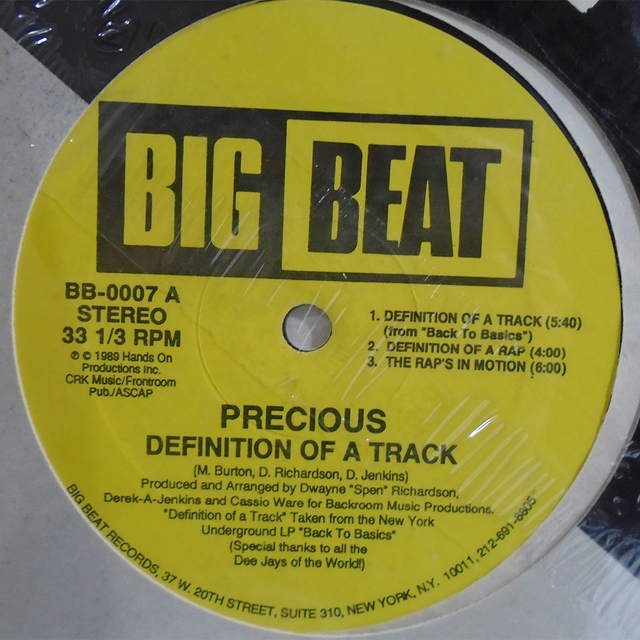 BIG BEAT
BB-0007 A
STEREO
33 1/3 RPM
℗ © 1989 Hands On
Productions Inc.
CRK Music/Frontroom
Pub./ASCAP
1. DEFINITION OF A TRACK (5:40)
(from "Back To Basics")
2. DEFINITION OF A RAP (4:00)
3. THE RAP'S IN MOTION (6:00)
PRECIOUS
DEFINITION OF A TRACK
(M. Burton, D. Richardson, D. Jenkins)
Produced and Arranged by Dwayne "Spen" Richardson,
Derek-A-Jenkins and Cassio Ware for Backroom Music Productions.
"Definition of a Track" Taken from the New York
Underground LP "Back To Basics"
(Special thanks to all the
Dee Jays of the World!)
BIG BEAT RECORDS, 37 W. 20TH STREET, SUITE 310, NEW YORK, N.Y. 10011, 212-691-8805